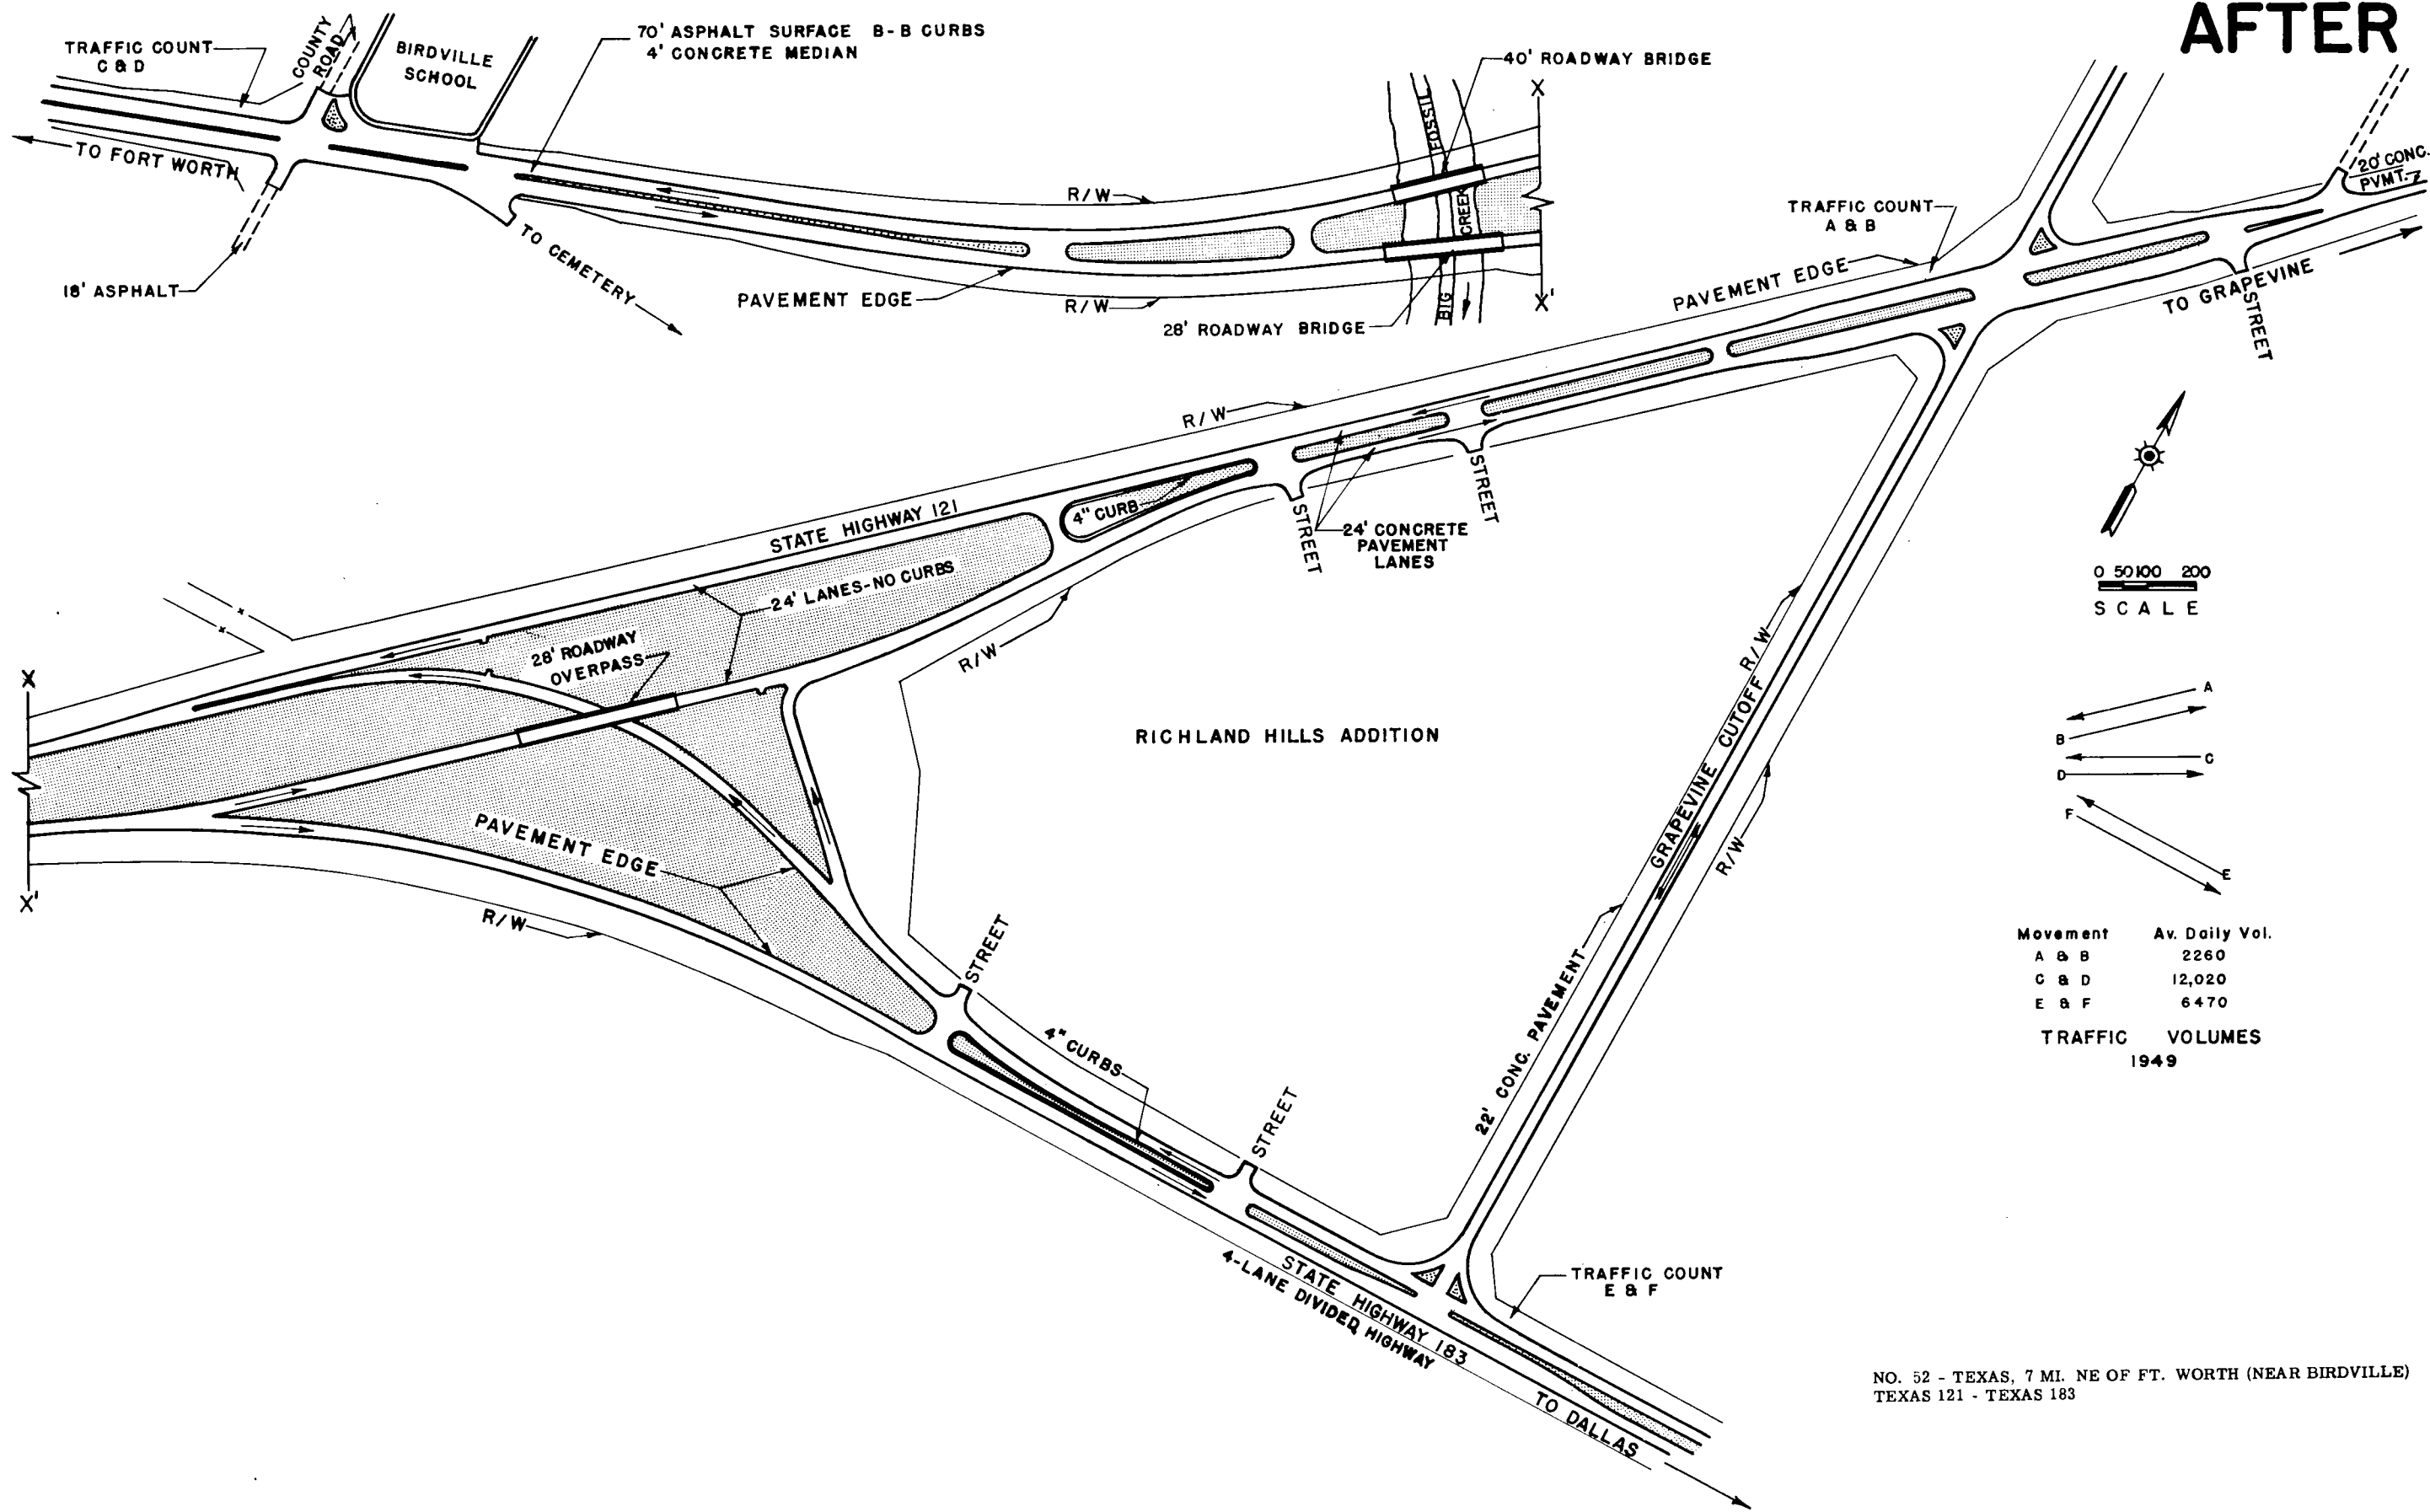 AFTER
TRAFFIC COUNT
C & D
COUNTY
ROAD
BIRDVILLE
SCHOOL
70' ASPHALT SURFACE B-B CURBS
4' CONCRETE MEDIAN
40' ROADWAY BRIDGE
X
TO FORT WORTH
18' ASPHALT
TO CEMETERY
R/W
PAVEMENT EDGE
R/W
BIG FOSSIL CREEK
28' ROADWAY BRIDGE
X'
TRAFFIC COUNT
A & B
PAVEMENT EDGE
20' CONC.
PVMT.
TO GRAPEVINE
STREET
R/W
STATE HIGHWAY 121
4" CURB
STREET
STREET
24' CONCRETE
PAVEMENT
LANES
24' LANES-NO CURBS
28' ROADWAY
OVERPASS
R/W
X
X'
RICHLAND HILLS ADDITION
PAVEMENT EDGE
R/W
STREET
4" CURBS
STREET
22' CONC. PAVEMENT
GRAPEVINE CUTOFF
R/W
R/W
0 50 100 200
SCALE
A
B
C
D
F
E
Movement Av. Daily Vol.
A & B 2260
C & D 12,020
E & F 6470
TRAFFIC VOLUMES
1949
TRAFFIC COUNT
E & F
STATE HIGHWAY 183
4-LANE DIVIDED HIGHWAY
TO DALLAS
NO. 52 - TEXAS, 7 MI. NE OF FT. WORTH (NEAR BIRDVILLE)
TEXAS 121 - TEXAS 183